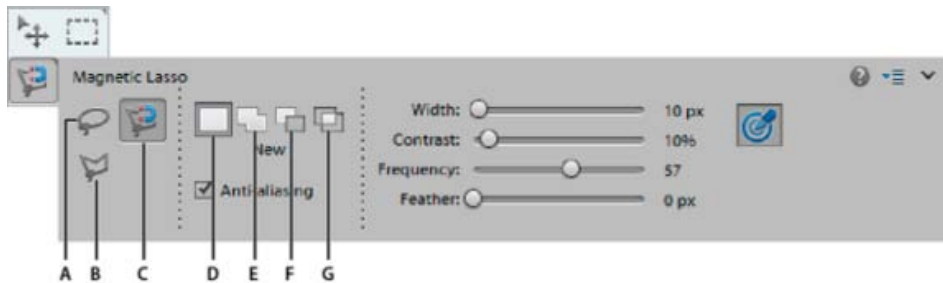 Magnetic Lasso
New
Anti-aliasing
Width: 10 px
Contrast: 10%
Frequency: 57
Feather: 0 px
A B C D E F G